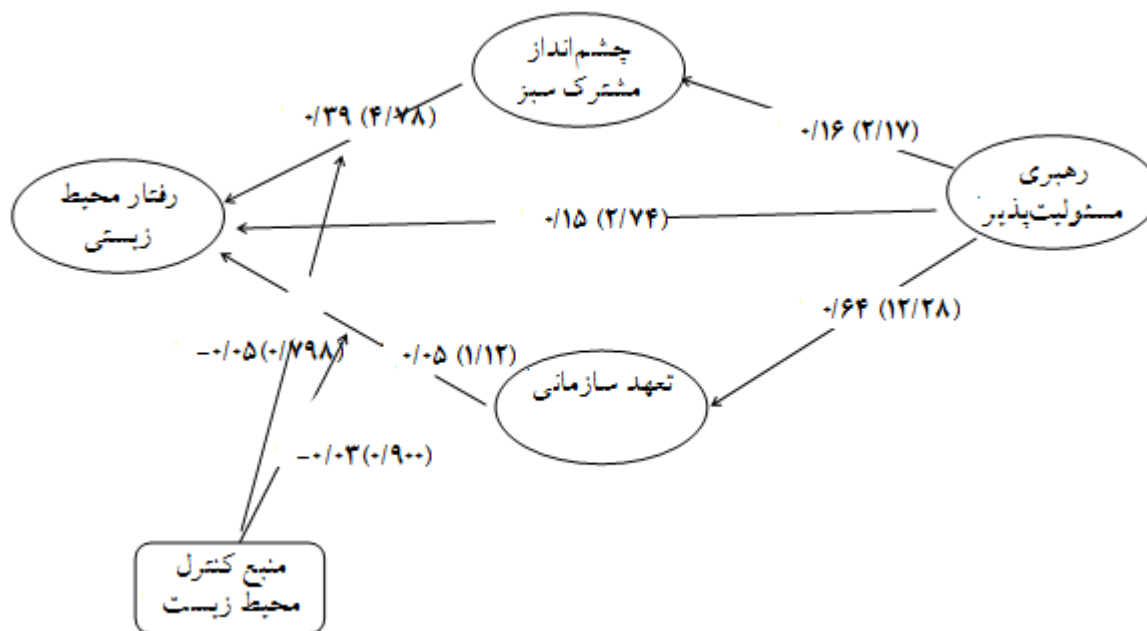 چشم‌انداز
مشترک سبز
۰/۳۹ (۴/۷۸)
۰/۱۶ (۲/۱۷)
رهبری
مسئولیت‌پذیر
رفتار محیط
زیستی
۰/۱۵ (۲/۷۴)
۰/۶۴ (۱۲/۲۸)
-۰/۰۵(۰/۷۹۸)
۰/۰۵ (۱/۱۲)
تعهد سازمانی
-۰/۰۳(۰/۹۰۰)
منبع کنترل
محیط زیست